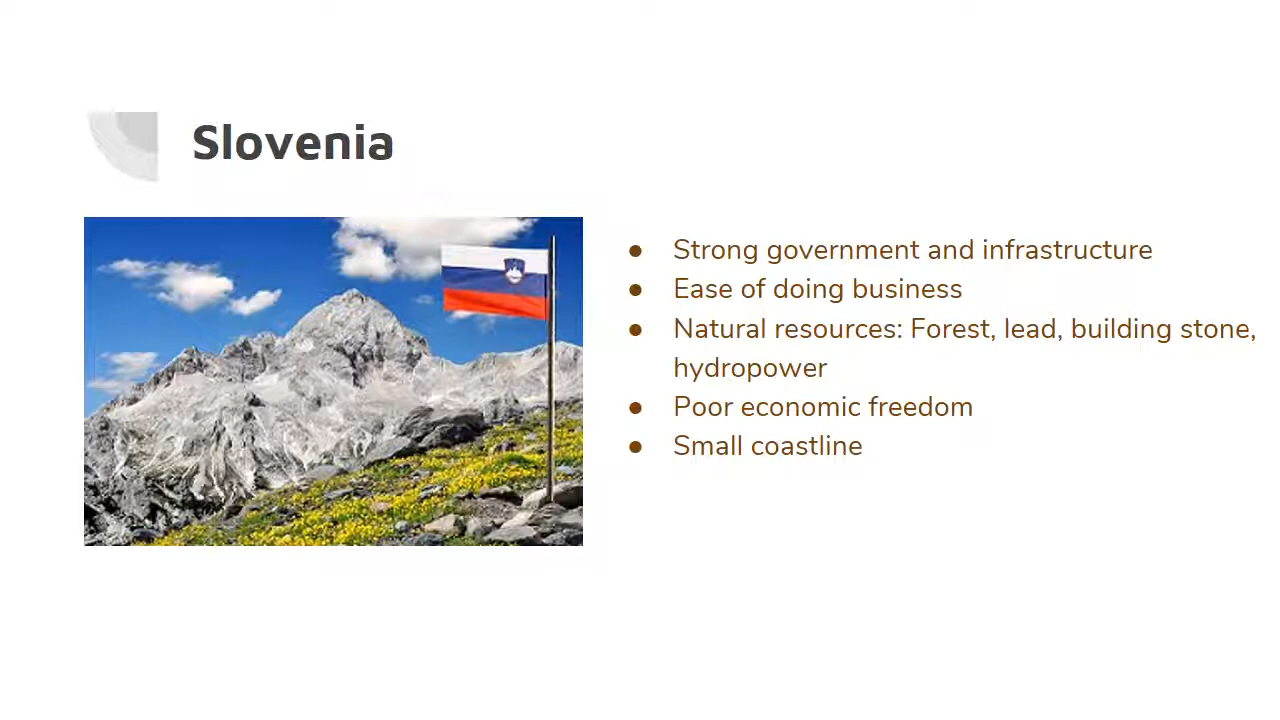 Slovenia
● Strong government and infrastructure
● Ease of doing business
● Natural resources: Forest, lead, building stone,
hydropower
● Poor economic freedom
● Small coastline